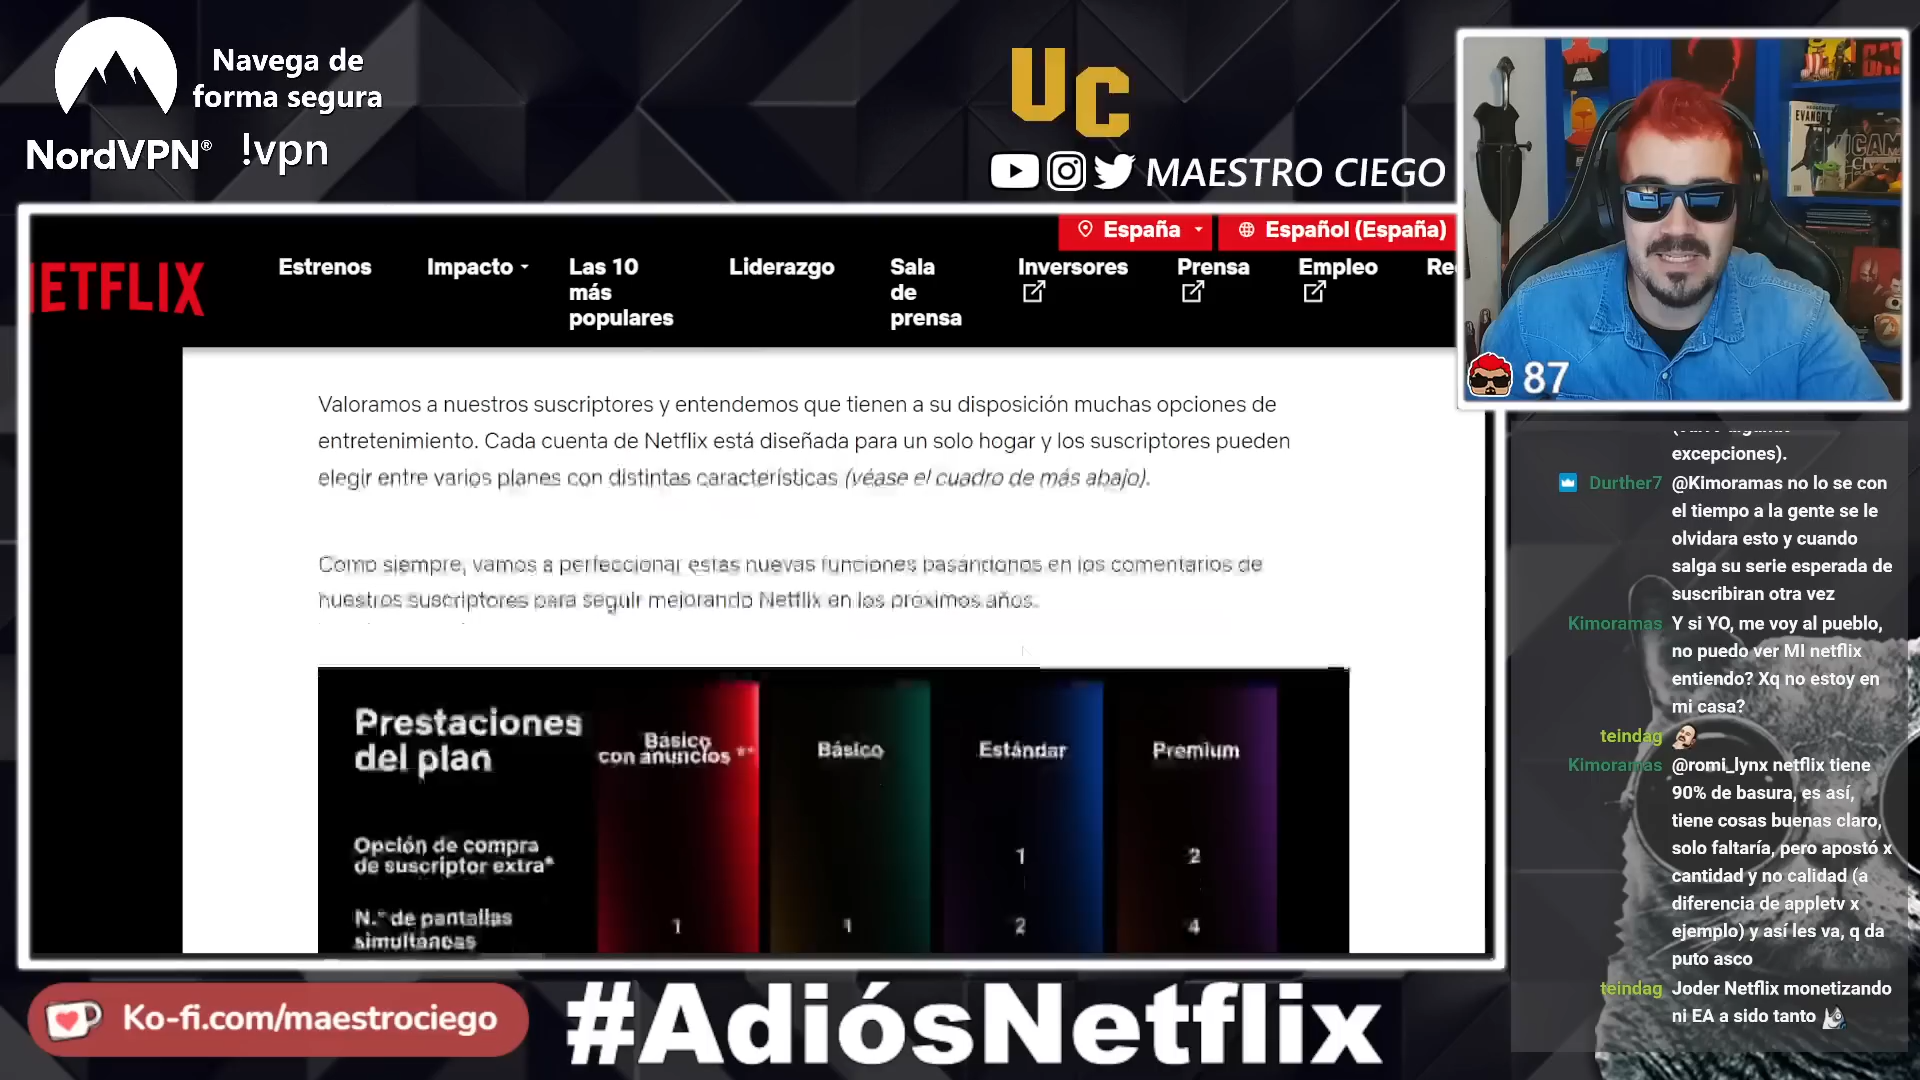 Navega de
forma segura
NordVPN® !vpn
UC
MAESTRO CIEGO
España
Español (España)
NETFLIX
Estrenos
Impacto
Las 10
más
populares
Liderazgo
Sala
de
prensa
Inversores
Prensa
Empleo
Valoramos a nuestros suscriptores y entendemos que tienen a su disposición muchas opciones de
entretenimiento. Cada cuenta de Netflix está diseñada para un solo hogar y los suscriptores pueden
elegir entre varios planes con distintas características (véase el cuadro de más abajo).
Como siempre, vamos a perfeccionar estas nuevas funciones basándonos en los comentarios de
nuestros suscriptores para seguir mejorando Netflix en los próximos años.
Prestaciones
del plan
Básico
con anuncios **
Básico
Estándar
Premium
Opción de compra
de suscriptor extra*
1
2
N.º de pantallas
simultáneas
1
1
2
4
87
EVANGEL
UCAM
excepciones).
Durther7 @Kimoramas no lo se con
el tiempo a la gente se le
olvidara esto y cuando
salga su serie esperada de
suscribiran otra vez
Kimoramas Y si YO, me voy al pueblo,
no puedo ver MI netflix
entiendo? Xq no estoy en
mi casa?
teindag
Kimoramas @romi_lynx netflix tiene
90% de basura, es así,
tiene cosas buenas claro,
solo faltaría, pero apostó x
cantidad y no calidad (a
diferencia de appletv x
ejemplo) y así les va, q da
puto asco
teindag Joder Netflix monetizando
ni EA a sido tanto
Ko-fi.com/maestrociego
#AdiósNetflix